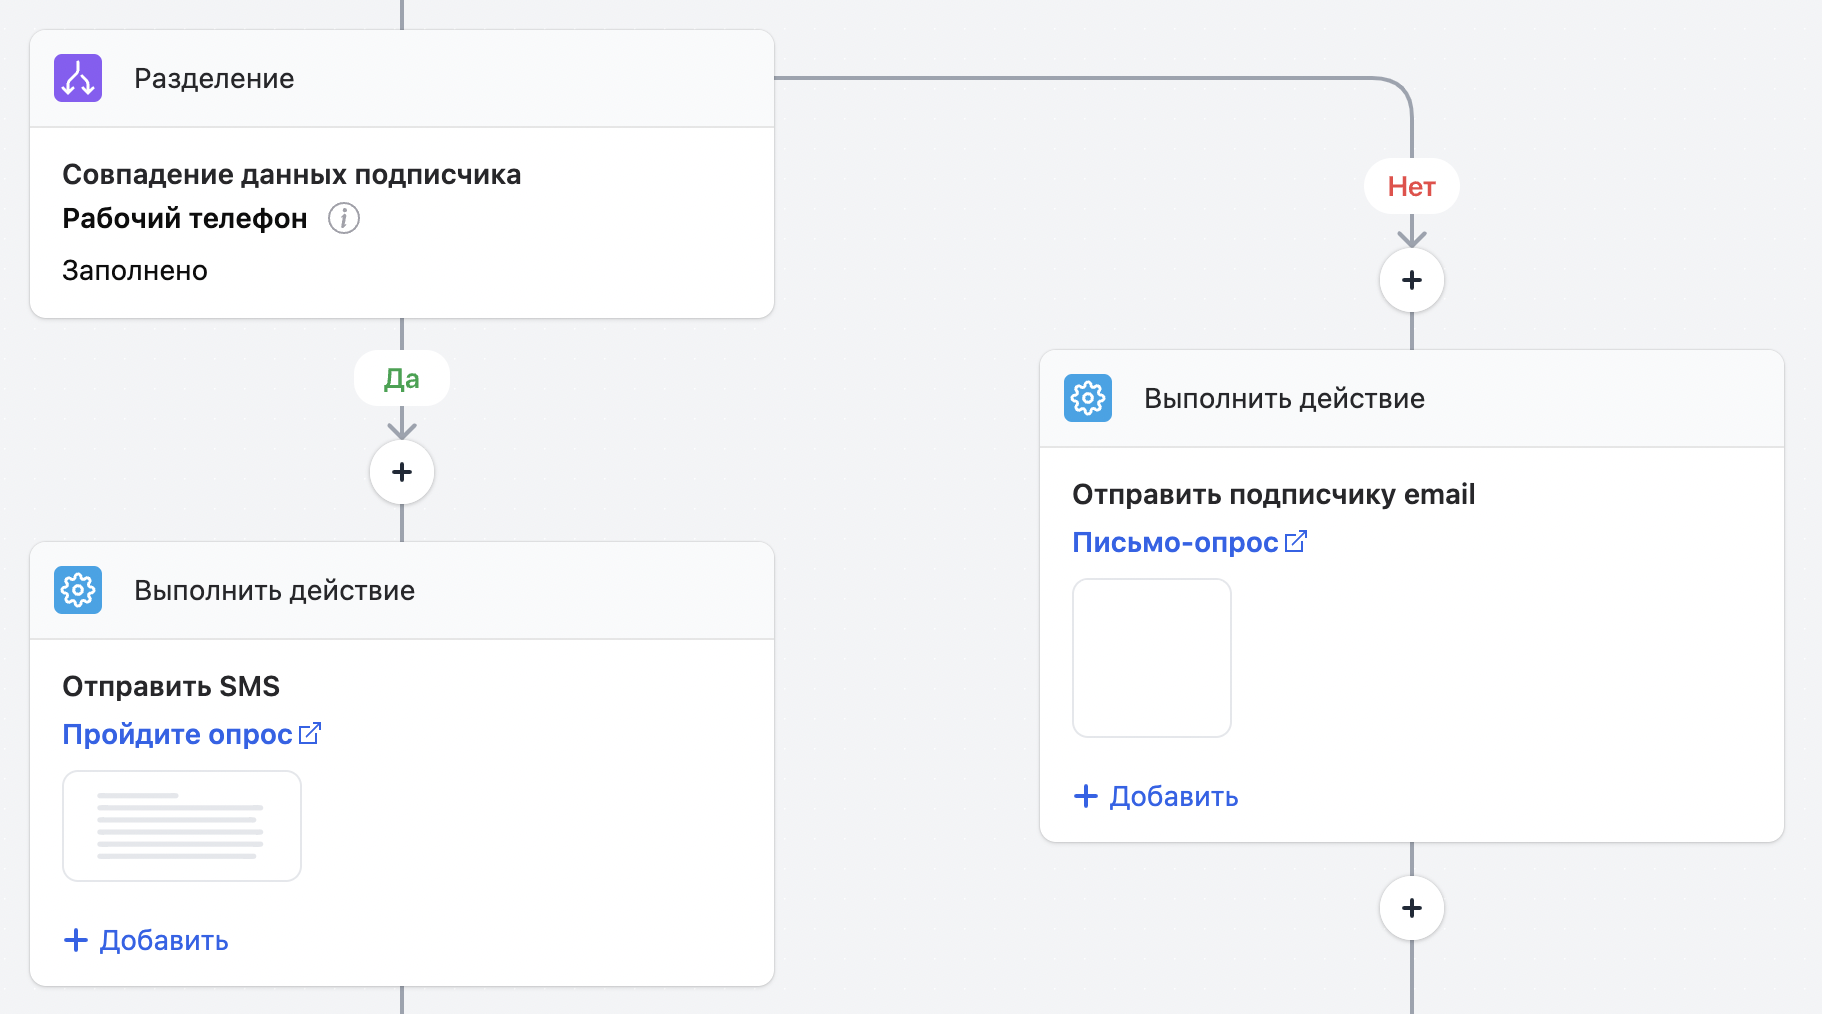 Разделение
Совпадение данных подписчика
Рабочий телефон
Заполнено
Да
Выполнить действие
Отправить SMS
Пройдите опрос
Добавить
Нет
Выполнить действие
Отправить подписчику email
Письмо-опрос
Добавить